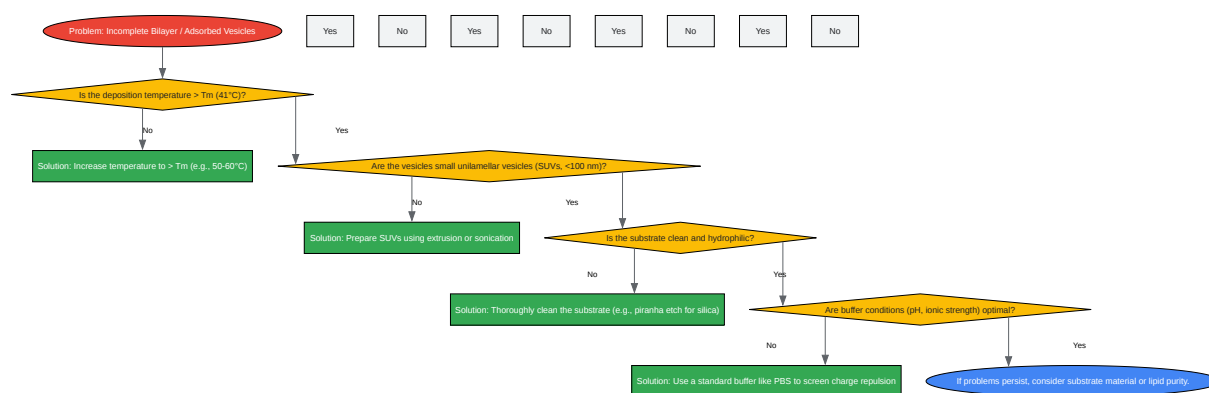 Problem: Incomplete Bilayer / Adsorbed Vesicles
Yes
No
Yes
No
Yes
No
Yes
No
Is the deposition temperature > Tm (41°C)?
No
Yes
Solution: Increase temperature to > Tm (e.g., 50-60°C)
Are the vesicles small unilamellar vesicles (SUVs, <100 nm)?
No
Yes
Solution: Prepare SUVs using extrusion or sonication
Is the substrate clean and hydrophilic?
No
Yes
Solution: Thoroughly clean the substrate (e.g., piranha etch for silica)
Are buffer conditions (pH, ionic strength) optimal?
No
Yes
Solution: Use a standard buffer like PBS to screen charge repulsion
If problems persist, consider substrate material or lipid purity.